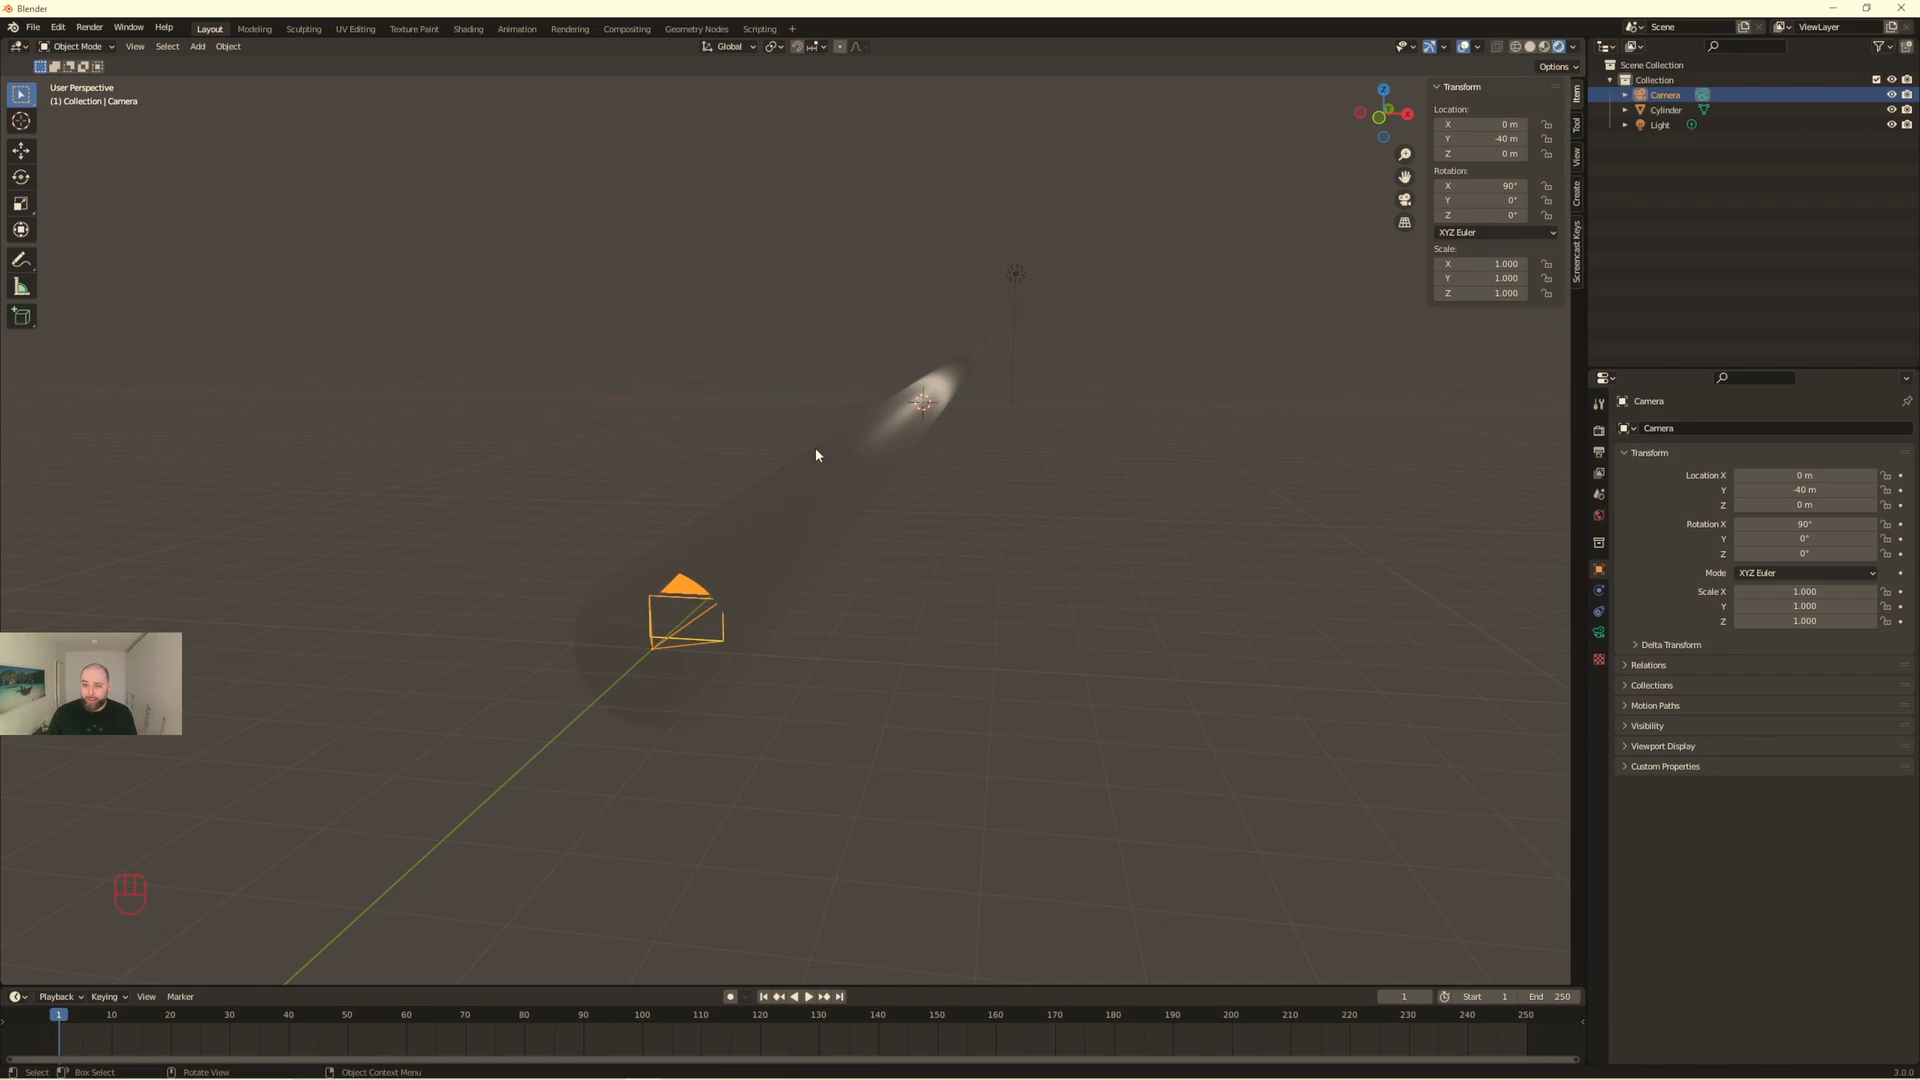 Blender
File Edit Render Window Help Layout Modeling Sculpting UV Editing Texture Paint Shading Animation Rendering Compositing Geometry Nodes Scripting + Scene ViewLayer
Object Mode View Select Add Object Global
Options
User Perspective
(1) Collection | Camera
Z
Y
X
Transform
Location:
X 0 m
Y -40 m
Z 0 m
Rotation:
X 90°
Y 0°
Z 0°
XYZ Euler
Scale:
X 1.000
Y 1.000
Z 1.000
Item
Tool
View
Create
Screencast Keys
Scene Collection
Collection
Camera
Cylinder
Light
Camera
Camera
Transform
Location X 0 m
Y -40 m
Z 0 m
Rotation X 90°
Y 0°
Z 0°
Mode XYZ Euler
Scale X 1.000
Y 1.000
Z 1.000
Delta Transform
Relations
Collections
Motion Paths
Visibility
Viewport Display
Custom Properties
Playback Keying View Marker 1 Start 1 End 250
1 10 20 30 40 50 60 70 80 90 100 110 120 130 140 150 160 170 180 190 200 210 220 230 240 250
Select Box Select Rotate View Object Context Menu 3.0.0